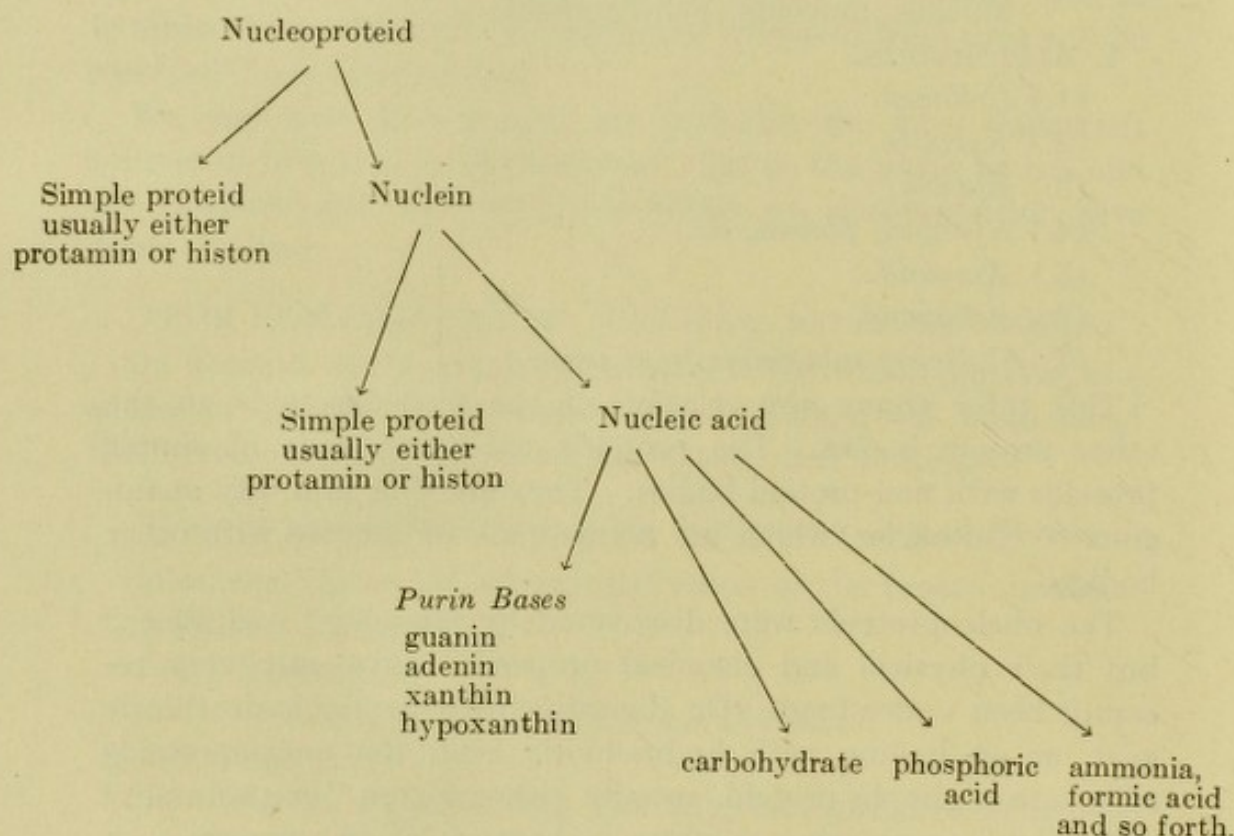 Nucleoproteid
Simple proteid
usually either
protamin or histon
Nuclein
Simple proteid
usually either
protamin or histon
Nucleic acid
Purin Bases
guanin
adenin
xanthin
hypoxanthin
carbohydrate
phosphoric
acid
ammonia,
formic acid
and so forth.